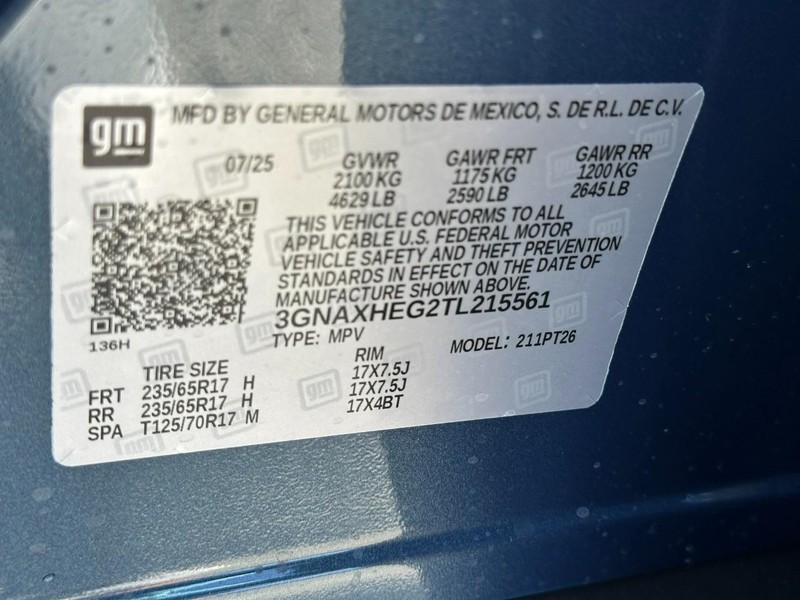 gm MFD BY GENERAL MOTORS DE MEXICO, S. DE R.L. DE C.V.
07/25 GVWR GAWR FRT GAWR RR
2100 KG 1175 KG 1200 KG
4629 LB 2590 LB 2645 LB
THIS VEHICLE CONFORMS TO ALL
APPLICABLE U.S. FEDERAL MOTOR
VEHICLE SAFETY AND THEFT PREVENTION
STANDARDS IN EFFECT ON THE DATE OF
MANUFACTURE SHOWN ABOVE.
3GNAXHEG2TL215561
136H
TYPE: MPV MODEL: 211PT26
TIRE SIZE RIM
FRT 235/65R17 H 17X7.5J
RR 235/65R17 H 17X7.5J
SPA T125/70R17 M 17X4BT